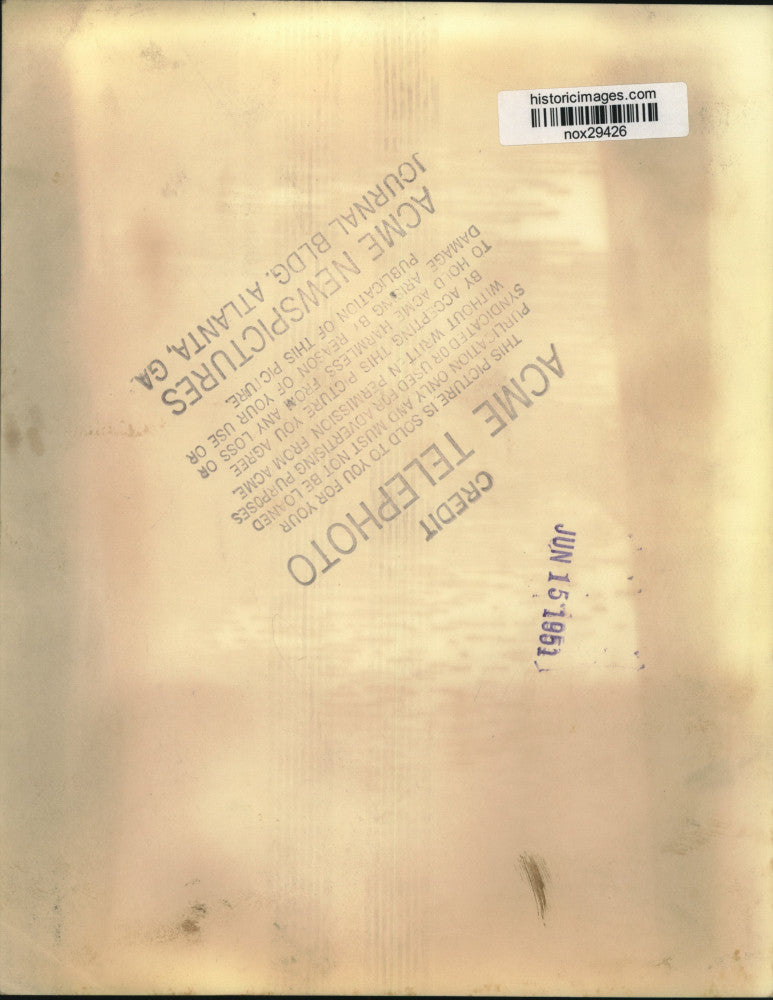 historicimages.com
nox29426
CREDIT
ACME TELEPHOTO
THIS PICTURE IS SOLD TO YOU FOR YOUR
PUBLICATION ONLY AND MUST NOT BE LOANED
SYNDICATED OR USED FOR ADVERTISING PURPOSES
WITHOUT WRITTEN PERMISSION FROM ACME.
BY ACCEPTING THIS PICTURE YOU AGREE
TO HOLD ACME HARMLESS FROM ANY LOSS OR
DAMAGE ARISING BY REASON OF YOUR USE OR
PUBLICATION OF THIS PICTURE.
ACME NEWSPICTURES
JOURNAL BLDG. ATLANTA, GA
JUN 15 1951